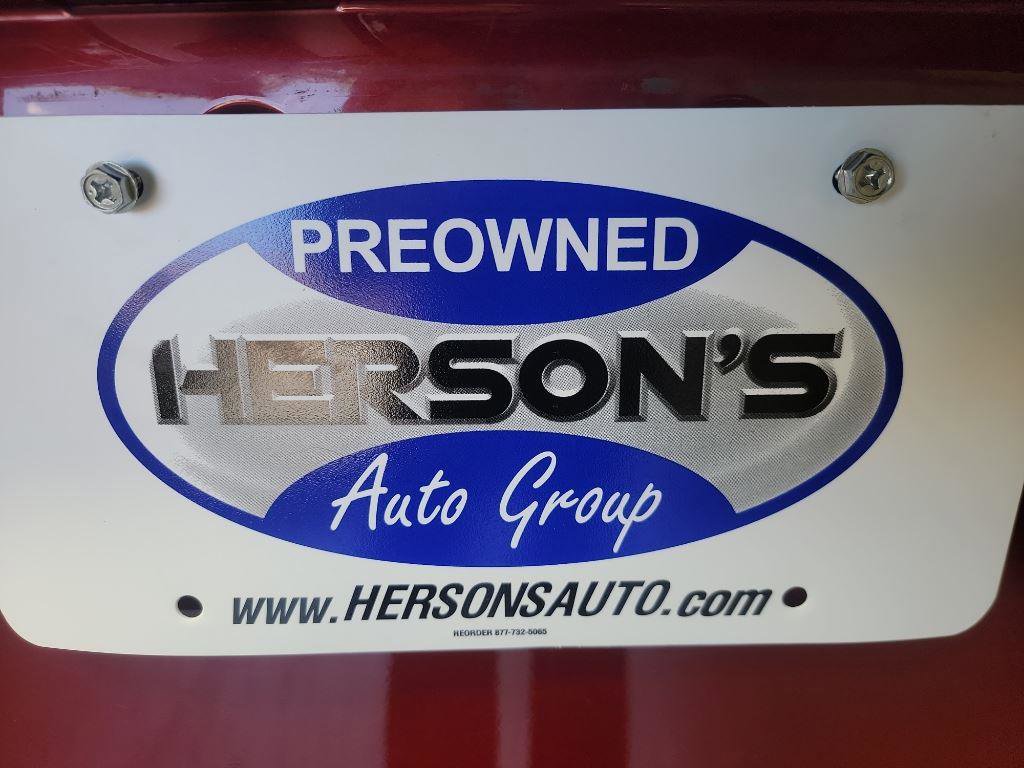 PREOWNED
HERSON'S
Auto Group
www.HERSONSAUTO.com
REORDER 877-732-5065